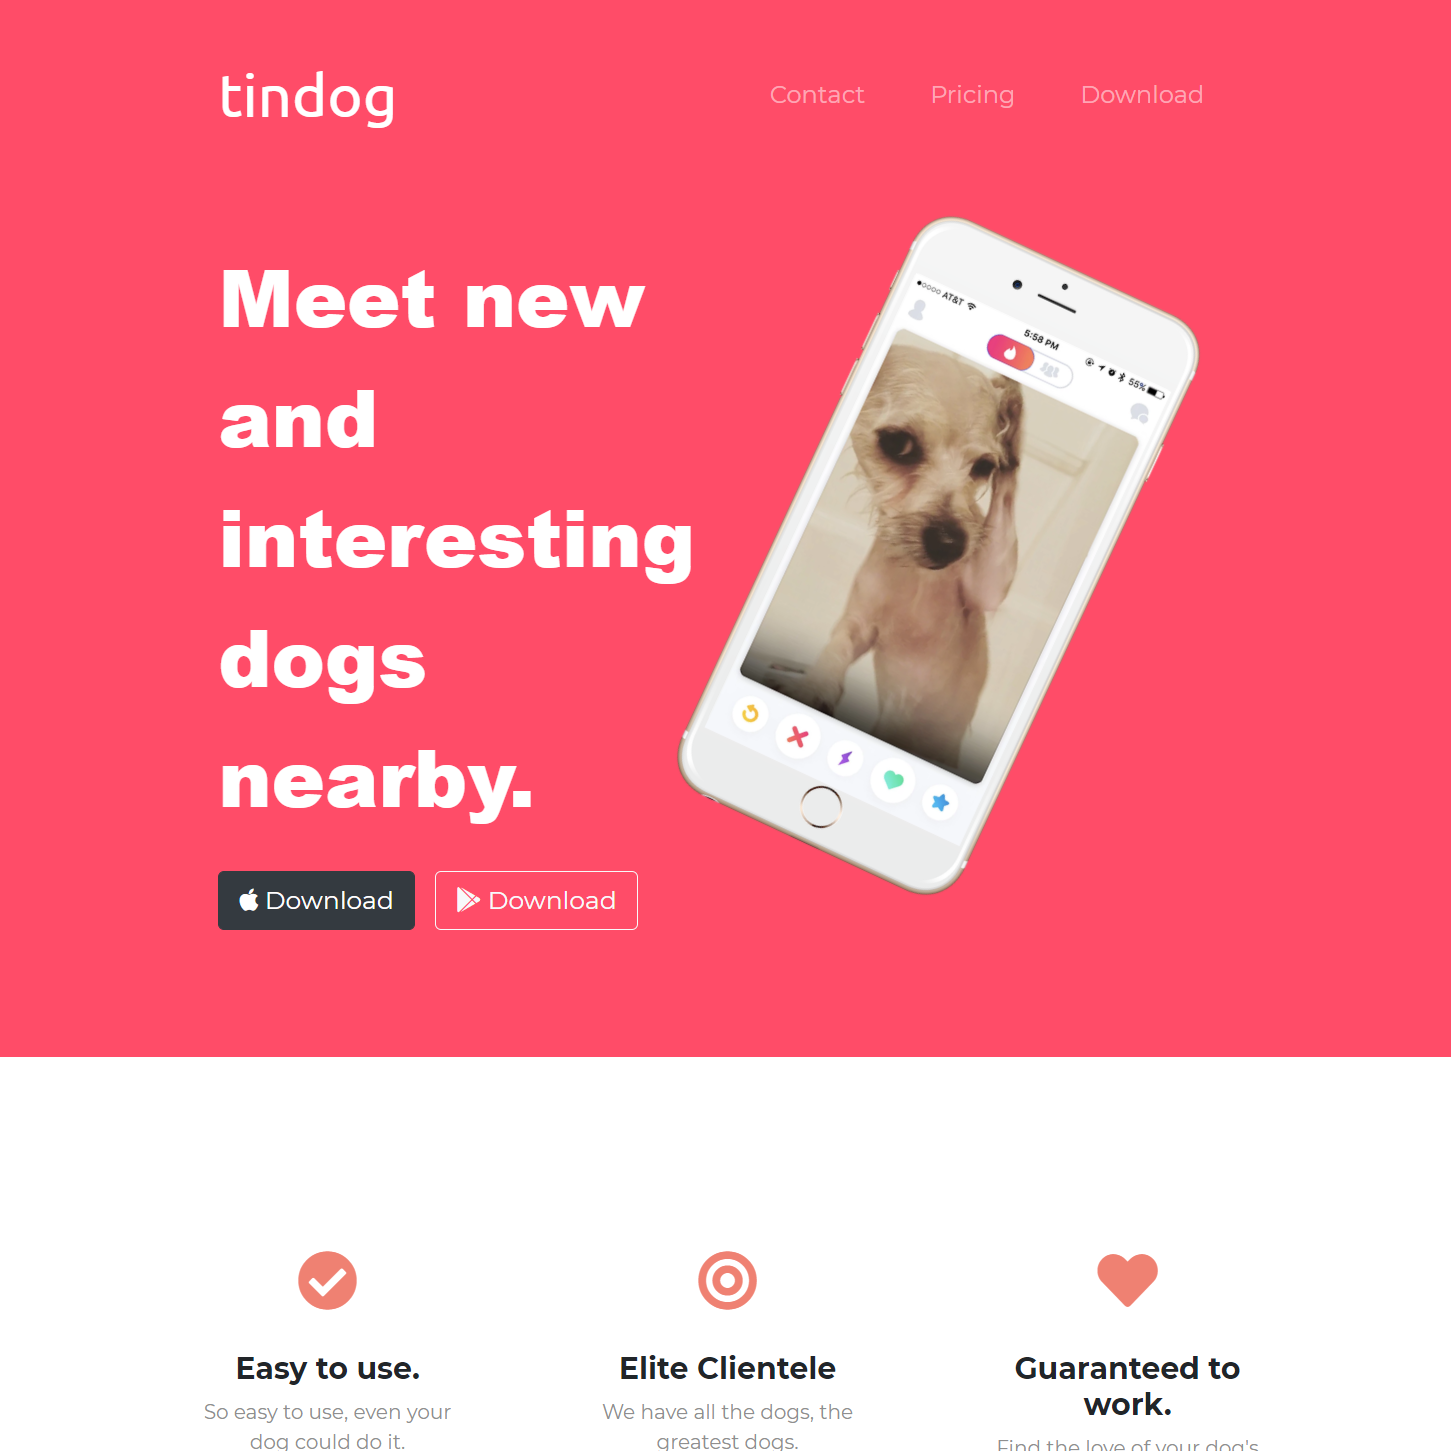 tindog
Contact Pricing Download
Meet new
and
interesting
dogs
nearby.
AT&T
5:58 PM
55%
Download Download
Easy to use.
So easy to use, even your
dog could do it.
Elite Clientele
We have all the dogs, the
greatest dogs.
Guaranteed to
work.
Find the love of your dog's